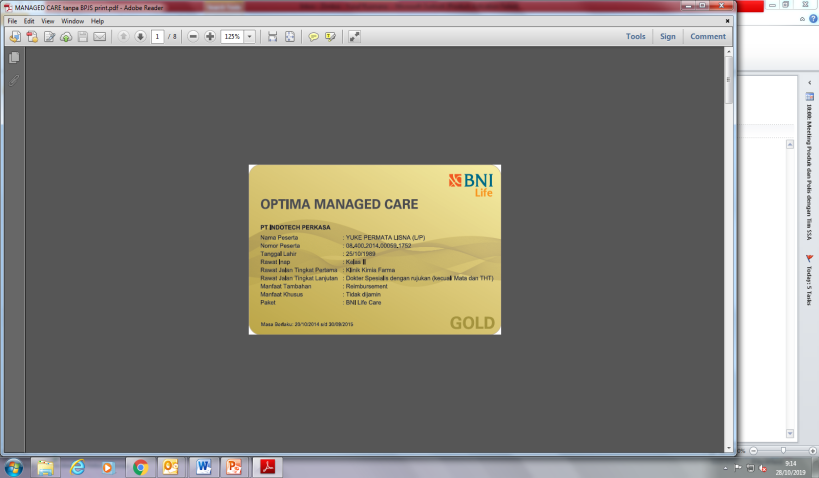 MANAGED CARE tanpa BPJS print.pdf - Adobe Reader
File Edit View Window Help
1 / 8 125% Tools Sign Comment
BNI
Life
OPTIMA MANAGED CARE
PT INDOTECH PERKASA
Nama Peserta : YUKE PERMATA LISNA (L/P)
Nomor Peserta : 08.400.2014.00059.1752
Tanggal Lahir : 25/10/1989
Rawat Inap : Kelas II
Rawat Jalan Tingkat Pertama : Klinik Kimia Farma
Rawat Jalan Tingkat Lanjutan : Dokter Spesialis dengan rujukan (kecuali Mata dan THT)
Manfaat Tambahan : Reimbursement
Manfaat Khusus : Tidak dijamin
Paket : BNI Life Care
Masa Berlaku: 25/10/2014 s/d 30/09/2015
GOLD
10:00: Meeting Produk dan Polis dengan Tim SSA
Today: 5 Tasks
9:14
28/10/2019